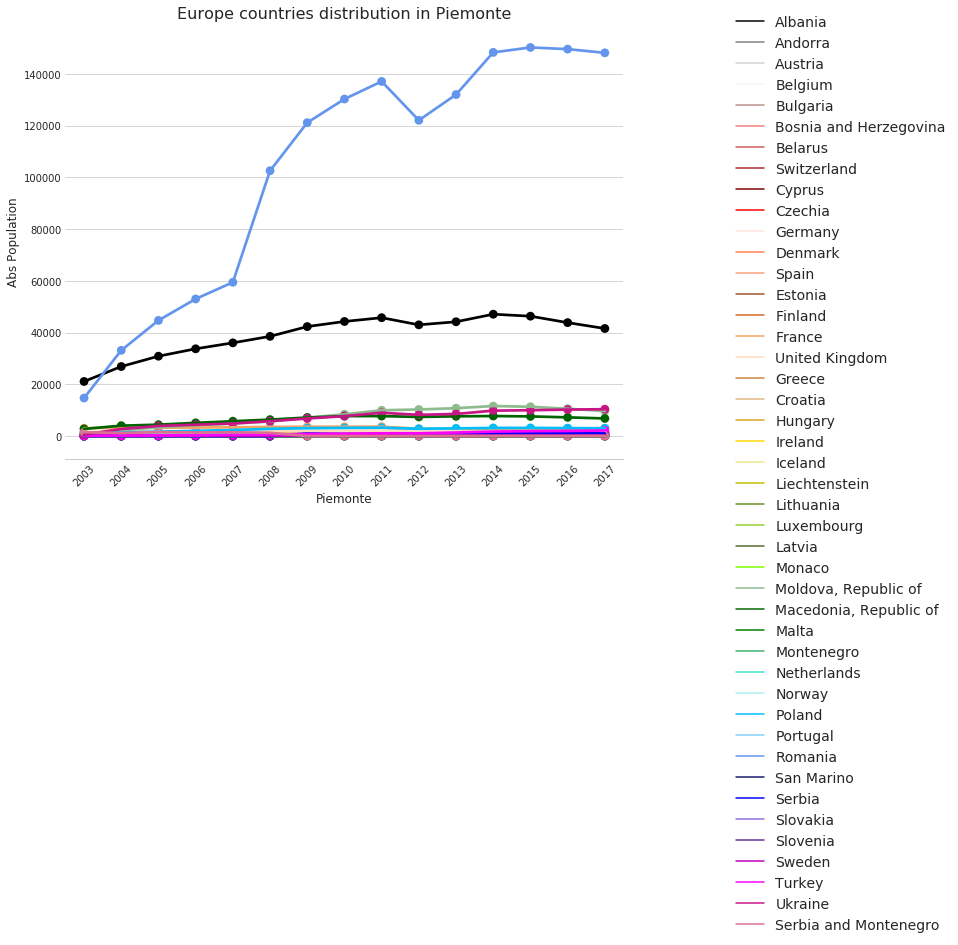 Europe countries distribution in Piemonte
Abs Population
140000
120000
100000
80000
60000
40000
20000
0
2003
2004
2005
2006
2007
2008
2009
2010
2011
2012
2013
2014
2015
2016
2017
Piemonte
Albania
Andorra
Austria
Belgium
Bulgaria
Bosnia and Herzegovina
Belarus
Switzerland
Cyprus
Czechia
Germany
Denmark
Spain
Estonia
Finland
France
United Kingdom
Greece
Croatia
Hungary
Ireland
Iceland
Liechtenstein
Lithuania
Luxembourg
Latvia
Monaco
Moldova, Republic of
Macedonia, Republic of
Malta
Montenegro
Netherlands
Norway
Poland
Portugal
Romania
San Marino
Serbia
Slovakia
Slovenia
Sweden
Turkey
Ukraine
Serbia and Montenegro